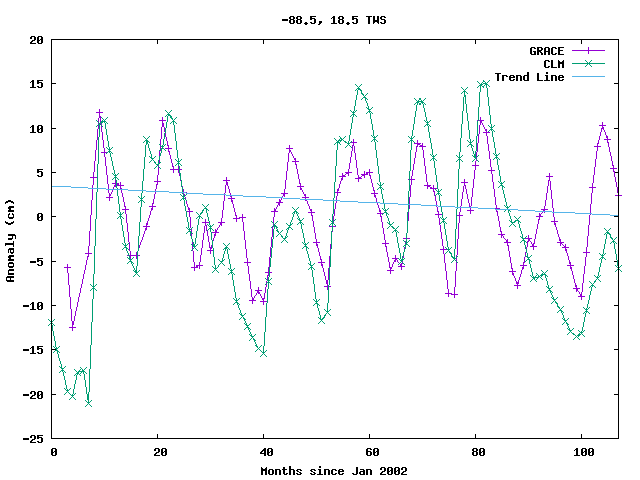 -88.5, 18.5 TWS
GRACE
CLM
Trend Line
20
15
10
5
0
-5
-10
-15
-20
-25
Anomaly (cm)
0 20 40 60 80 100
Months since Jan 2002